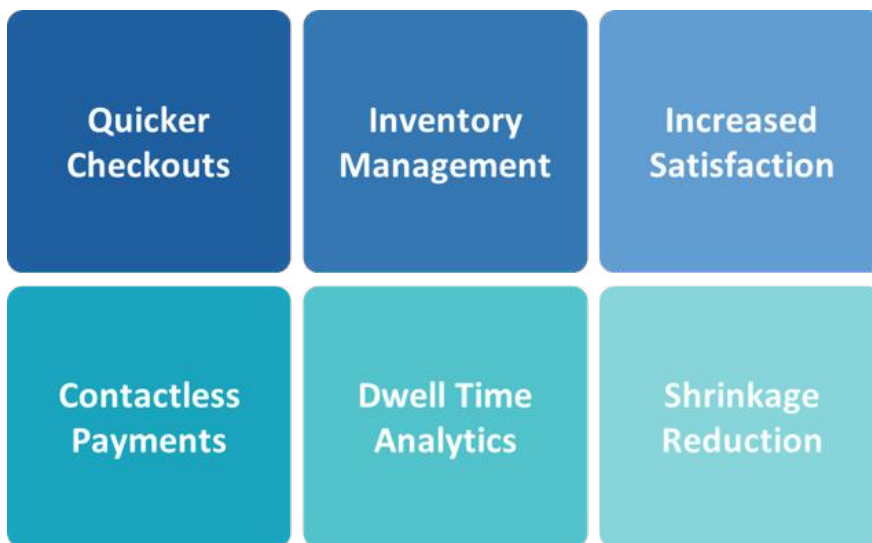 Quicker
Checkouts
Inventory
Management
Increased
Satisfaction
Contactless
Payments
Dwell Time
Analytics
Shrinkage
Reduction